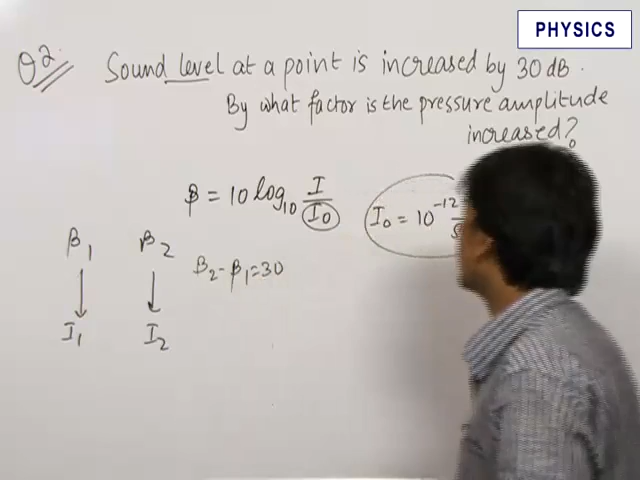 PHYSICS
Q2. Sound level at a point is increased by 30 dB.
By what factor is the pressure amplitude
increased?
β = 10 log₁₀ I/I₀
I₀ = 10⁻¹²
β₁ β₂
β₂ - β₁ = 30
I₁ I₂